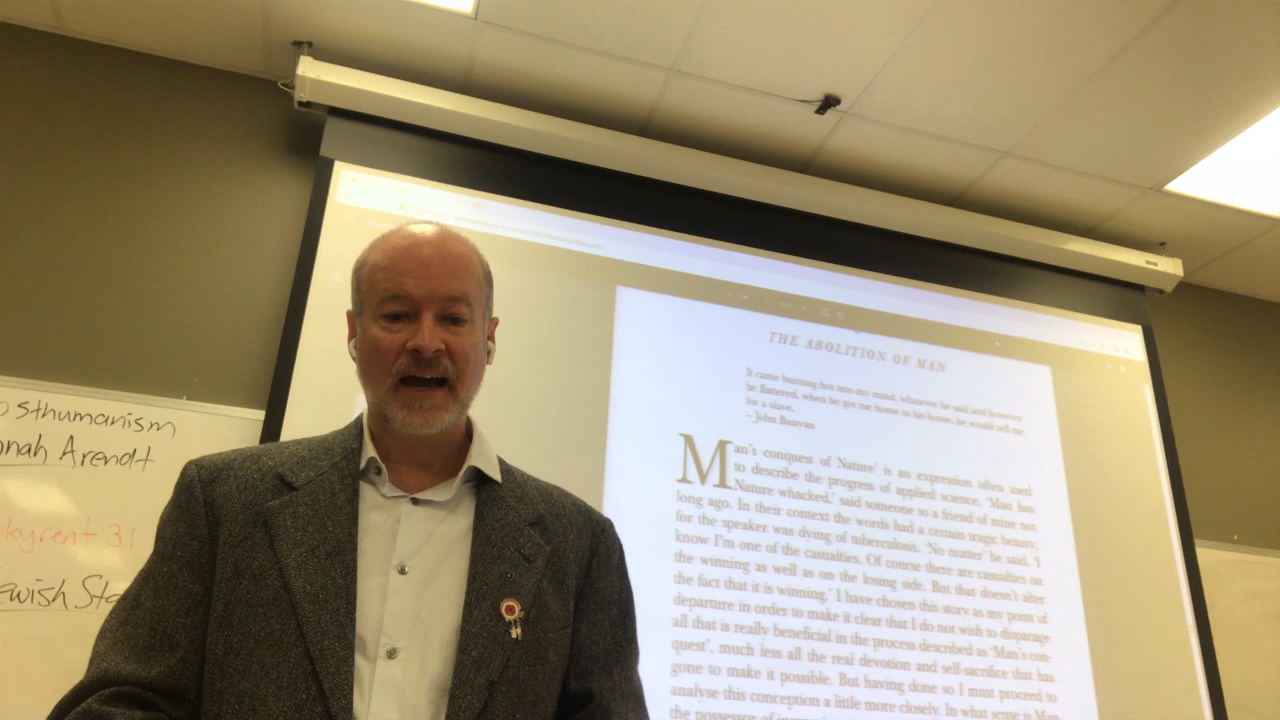 osthumanism
nnah Arendt
kyrent 31
ewish Sta
THE ABOLITION OF MAN
It came burning hot into my mind, whatever he said and however
he flattered, when he got me home to his house, he would sell me
for a slave.
– John Bunyan
Man's conquest of Nature' is an expression often used
to describe the progress of applied science. 'Man has
Nature whacked,' said someone to a friend of mine not
long ago. In their context the words had a certain tragic beauty,
for the speaker was dying of tuberculosis. 'No matter' he said, 'I
know I'm one of the casualties. Of course there are casualties on
the winning as well as on the losing side. But that doesn't alter
the fact that it is winning.' I have chosen this story as my point of
departure in order to make it clear that I do not wish to disparage
all that is really beneficial in the process described as 'Man's con-
quest', much less all the real devotion and self-sacrifice that has
gone to make it possible. But having done so I must proceed to
analyse this conception a little more closely. In what sense is Man
the possessor of